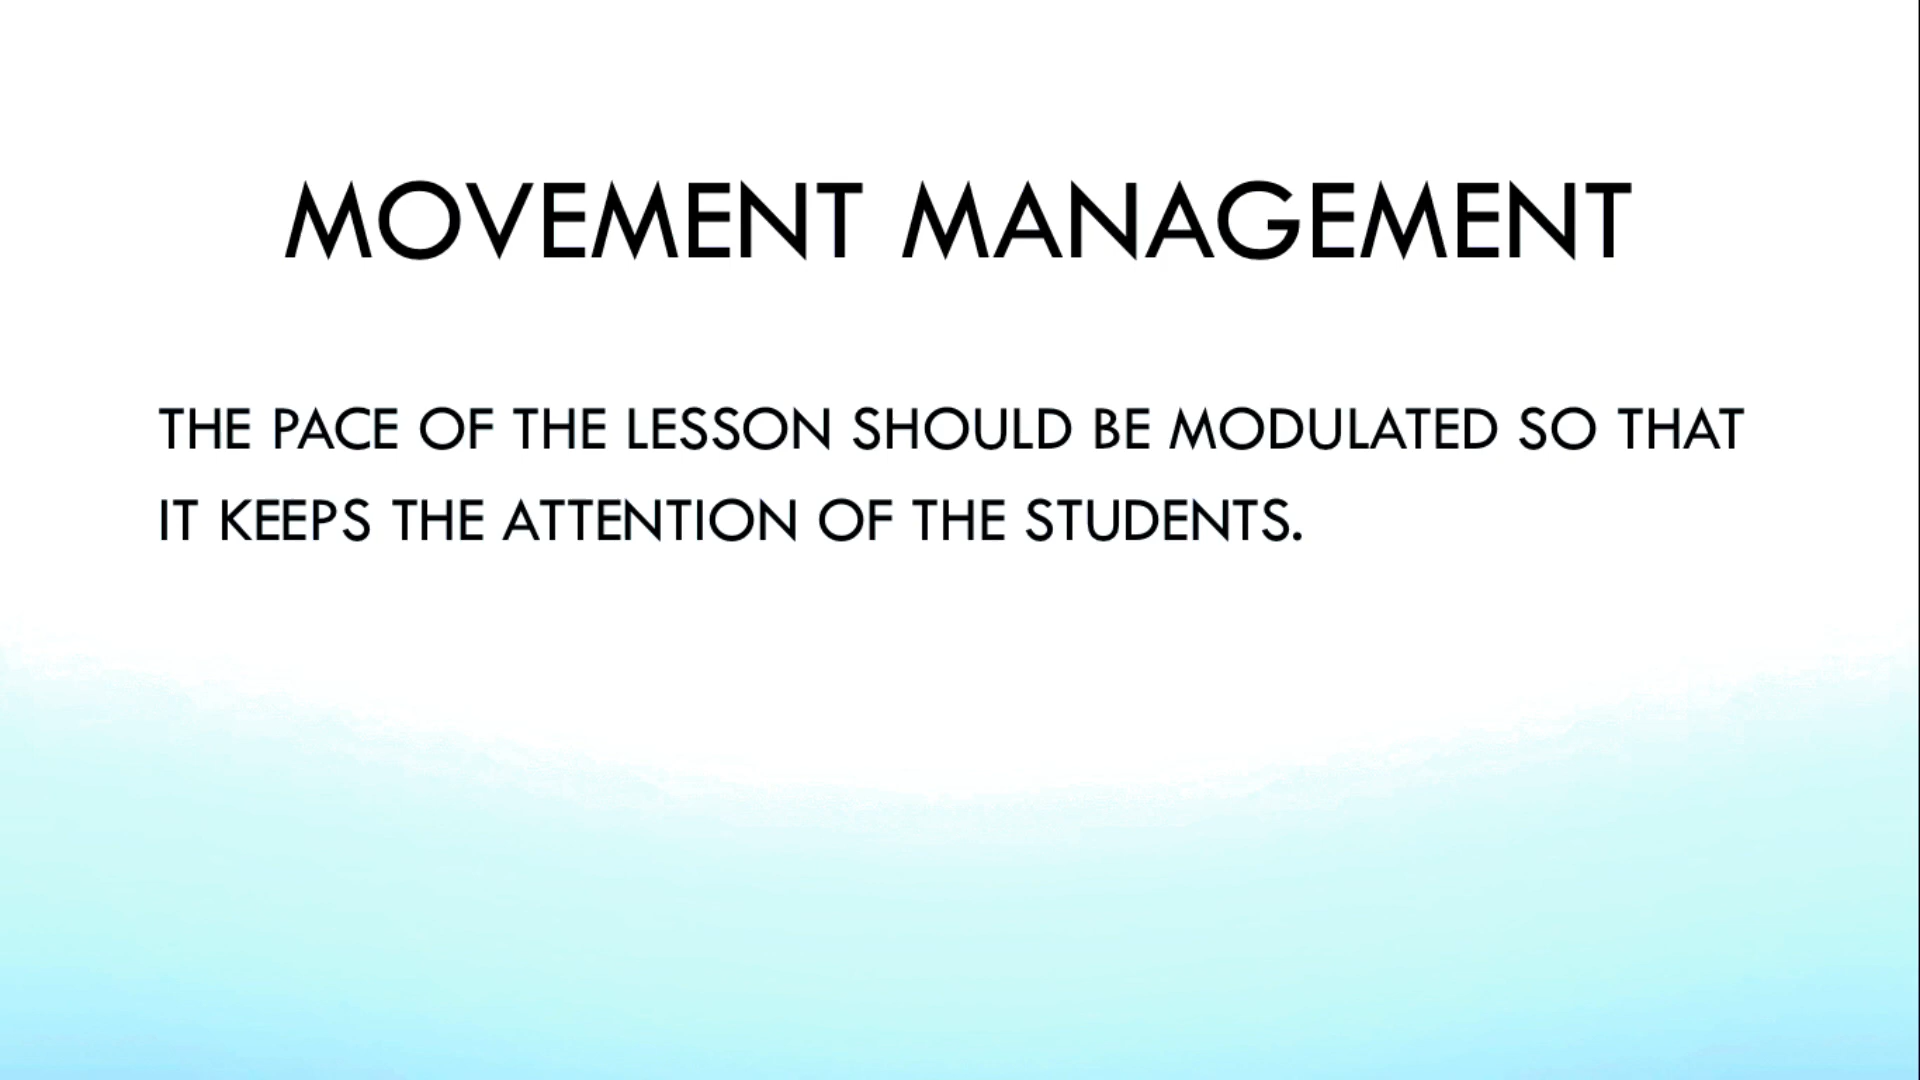 MOVEMENT MANAGEMENT
THE PACE OF THE LESSON SHOULD BE MODULATED SO THAT
IT KEEPS THE ATTENTION OF THE STUDENTS.